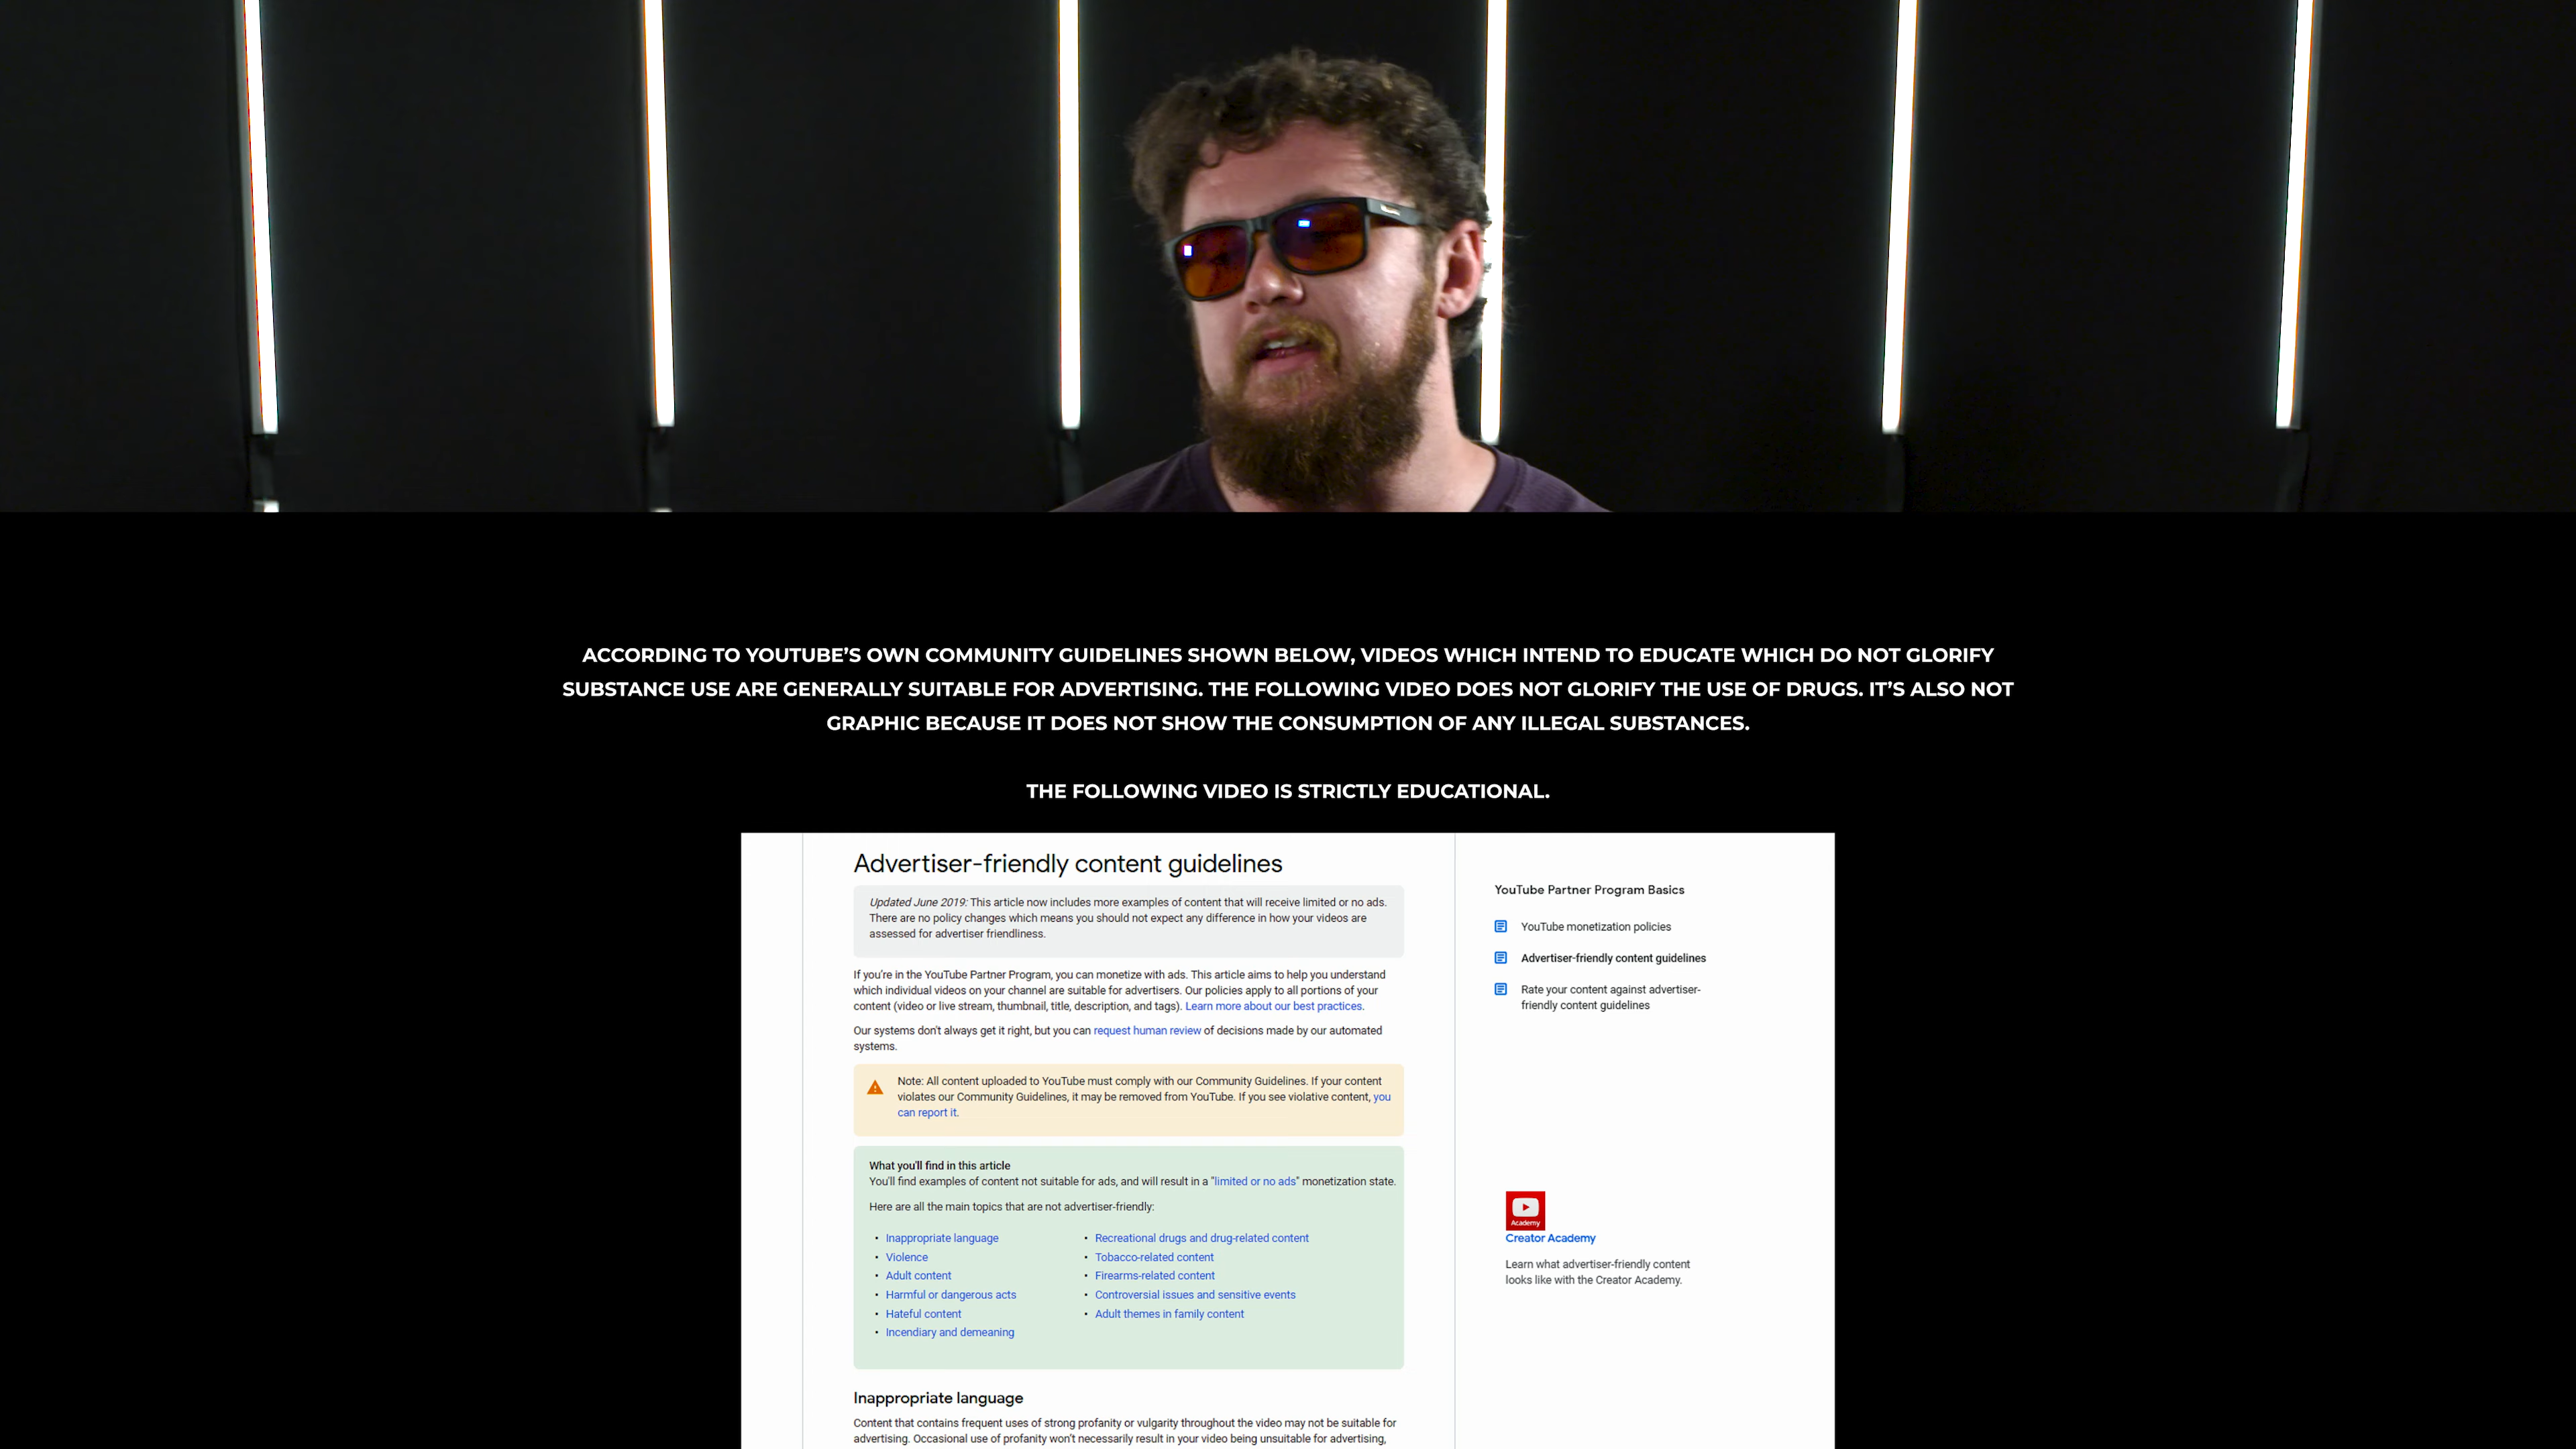 ACCORDING TO YOUTUBE’S OWN COMMUNITY GUIDELINES SHOWN BELOW, VIDEOS WHICH INTEND TO EDUCATE WHICH DO NOT GLORIFY
SUBSTANCE USE ARE GENERALLY SUITABLE FOR ADVERTISING. THE FOLLOWING VIDEO DOES NOT GLORIFY THE USE OF DRUGS. IT’S ALSO NOT
GRAPHIC BECAUSE IT DOES NOT SHOW THE CONSUMPTION OF ANY ILLEGAL SUBSTANCES.
THE FOLLOWING VIDEO IS STRICTLY EDUCATIONAL.
Advertiser-friendly content guidelines
Updated June 2019: This article now includes more examples of content that will receive limited or no ads.
There are no policy changes which means you should not expect any difference in how your videos are
assessed for advertiser friendliness.
If you're in the YouTube Partner Program, you can monetize with ads. This article aims to help you understand
which individual videos on your channel are suitable for advertisers. Our policies apply to all portions of your
content (video or live stream, thumbnail, title, description, and tags). Learn more about our best practices.
Our systems don't always get it right, but you can request human review of decisions made by our automated
systems.
Note: All content uploaded to YouTube must comply with our Community Guidelines. If your content
violates our Community Guidelines, it may be removed from YouTube. If you see violative content, you
can report it.
What you'll find in this article
You'll find examples of content not suitable for ads, and will result in a "limited or no ads" monetization state.
Here are all the main topics that are not advertiser-friendly:
• Inappropriate language
• Violence
• Adult content
• Harmful or dangerous acts
• Hateful content
• Incendiary and demeaning
• Recreational drugs and drug-related content
• Tobacco-related content
• Firearms-related content
• Controversial issues and sensitive events
• Adult themes in family content
Inappropriate language
Content that contains frequent uses of strong profanity or vulgarity throughout the video may not be suitable for
advertising. Occasional use of profanity won't necessarily result in your video being unsuitable for advertising,
YouTube Partner Program Basics
YouTube monetization policies
Advertiser-friendly content guidelines
Rate your content against advertiser-
friendly content guidelines
Academy
Creator Academy
Learn what advertiser-friendly content
looks like with the Creator Academy.